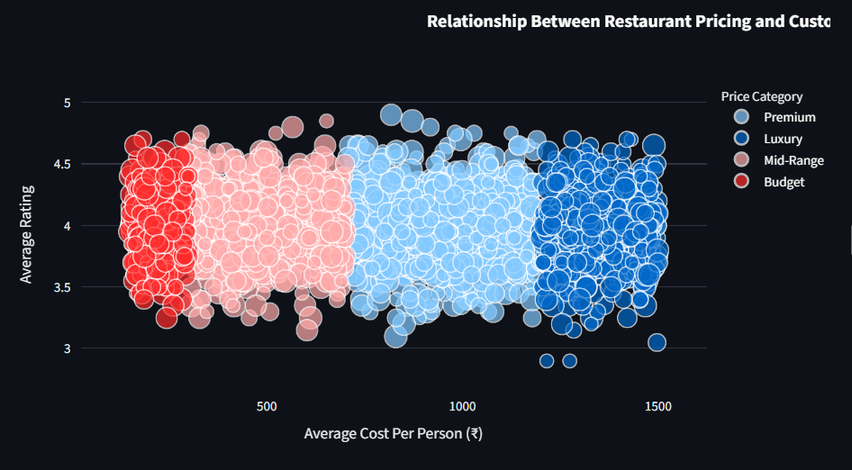 Relationship Between Restaurant Pricing and Custo
Price Category
Premium
Luxury
Mid-Range
Budget
Average Rating
5
4.5
4
3.5
3
500 1000 1500
Average Cost Per Person (₹)